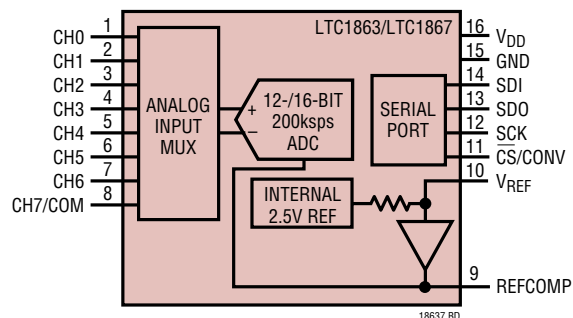 LTC1863/LTC1867
CH0 1
CH1 2
CH2 3
CH3 4
CH4 5
CH5 6
CH6 7
CH7/COM 8
ANALOG
INPUT
MUX
+
−
12-/16-BIT
200ksps
ADC
SERIAL
PORT
INTERNAL
2.5V REF
16 VDD
15 GND
14 SDI
13 SDO
12 SCK
11 C̅S̅/CONV
10 VREF
9 REFCOMP
18637 BD